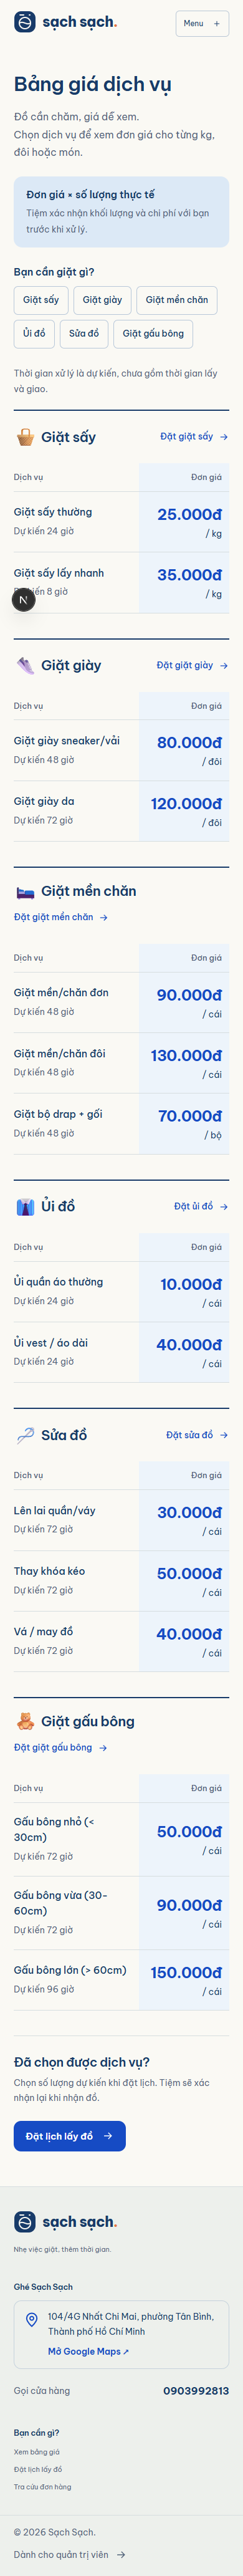 sạch sạch.
Menu +
Bảng giá dịch vụ
Đồ cần chăm, giá dễ xem.
Chọn dịch vụ để xem đơn giá cho từng kg,
đôi hoặc món.
Đơn giá × số lượng thực tế
Tiệm xác nhận khối lượng và chi phí với bạn
trước khi xử lý.
Bạn cần giặt gì?
Giặt sấy
Giặt giày
Giặt mền chăn
Ủi đồ
Sửa đồ
Giặt gấu bông
Thời gian xử lý là dự kiến, chưa gồm thời gian lấy
và giao.
Giặt sấy
Đặt giặt sấy →
Dịch vụ
Đơn giá
Giặt sấy thường
Dự kiến 24 giờ
25.000đ
/ kg
Giặt sấy lấy nhanh
8 giờ
35.000đ
/ kg
N
Giặt giày
Đặt giặt giày →
Dịch vụ
Đơn giá
Giặt giày sneaker/vải
Dự kiến 48 giờ
80.000đ
/ đôi
Giặt giày da
Dự kiến 72 giờ
120.000đ
/ đôi
Giặt mền chăn
Đặt giặt mền chăn →
Dịch vụ
Đơn giá
Giặt mền/chăn đơn
Dự kiến 48 giờ
90.000đ
/ cái
Giặt mền/chăn đôi
Dự kiến 48 giờ
130.000đ
/ cái
Giặt bộ drap + gối
Dự kiến 48 giờ
70.000đ
/ bộ
Ủi đồ
Đặt ủi đồ →
Dịch vụ
Đơn giá
Ủi quần áo thường
Dự kiến 24 giờ
10.000đ
/ cái
Ủi vest / áo dài
Dự kiến 24 giờ
40.000đ
/ cái
Sửa đồ
Đặt sửa đồ →
Dịch vụ
Đơn giá
Lên lai quần/váy
Dự kiến 72 giờ
30.000đ
/ cái
Thay khóa kéo
Dự kiến 72 giờ
50.000đ
/ cái
Vá / may đồ
Dự kiến 72 giờ
40.000đ
/ cái
Giặt gấu bông
Đặt giặt gấu bông →
Dịch vụ
Đơn giá
Gấu bông nhỏ (<
30cm)
Dự kiến 72 giờ
50.000đ
/ cái
Gấu bông vừa (30-
60cm)
Dự kiến 72 giờ
90.000đ
/ cái
Gấu bông lớn (> 60cm)
Dự kiến 96 giờ
150.000đ
/ cái
Đã chọn được dịch vụ?
Chọn số lượng dự kiến khi đặt lịch. Tiệm sẽ xác
nhận lại khi nhận đồ.
Đặt lịch lấy đồ →
sạch sạch.
Nhẹ việc giặt, thêm thời gian.
Ghé Sạch Sạch
104/4G Nhất Chi Mai, phường Tân Bình,
Thành phố Hồ Chí Minh
Mở Google Maps ↗
Gọi cửa hàng
0903992813
Bạn cần gì?
Xem bảng giá
Đặt lịch lấy đồ
Tra cứu đơn hàng
© 2026 Sạch Sạch.
Dành cho quản trị viên →